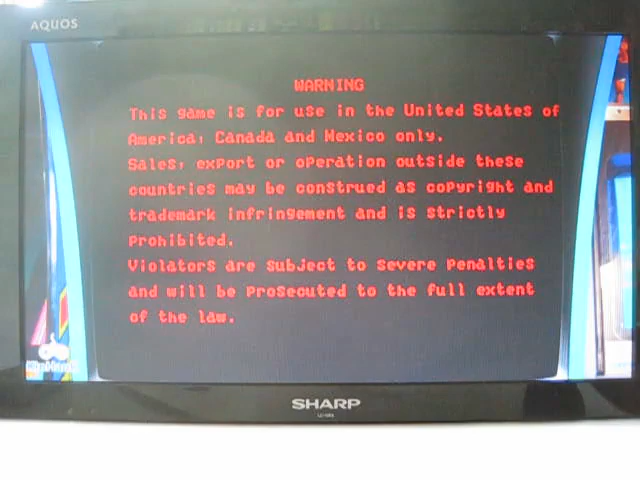 AQUOS
WARNING
This game is for use in the United States of
America, Canada and Mexico only.
Sales, export or operation outside these
countries may be construed as copyright and
trademark infringement and is strictly
prohibited.
Violators are subject to severe penalties
and will be prosecuted to the full extent
of the law.
SHARP